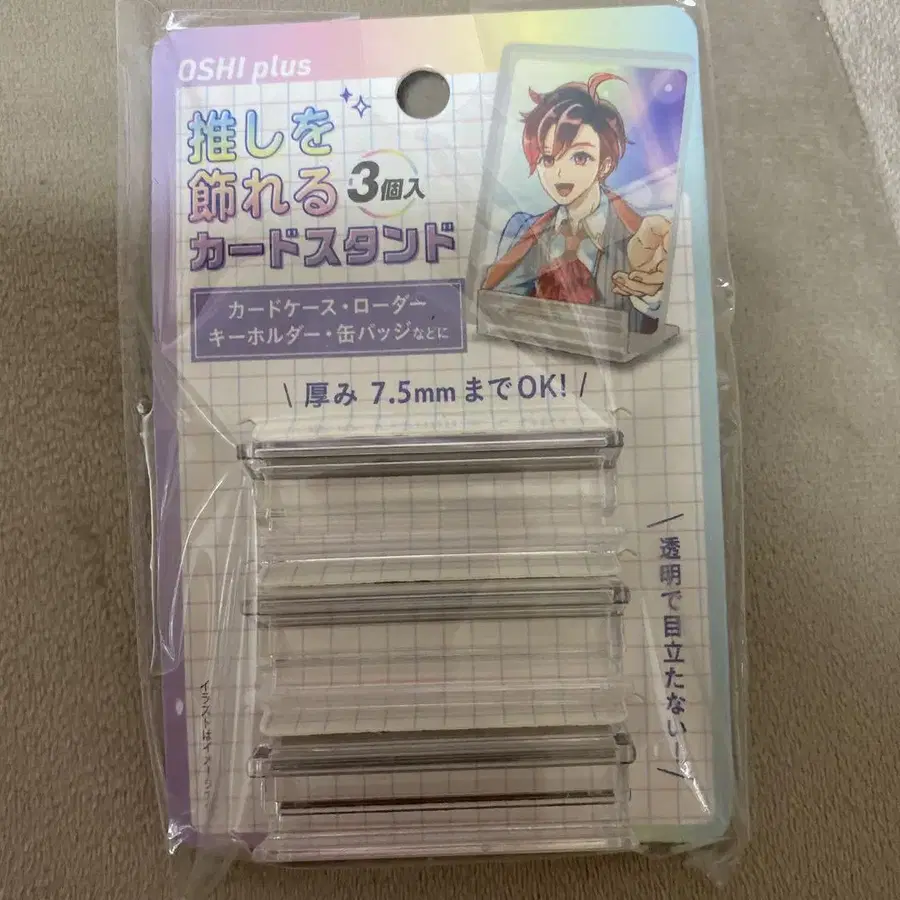 OSHI plus
推しを
飾れる
3個入
カードスタンド
カードケース・ローダー
キーホルダー・缶バッジなどに
\ 厚み 7.5mmまでOK! /
\ 透明で目立たない! /
イラストはイメージ